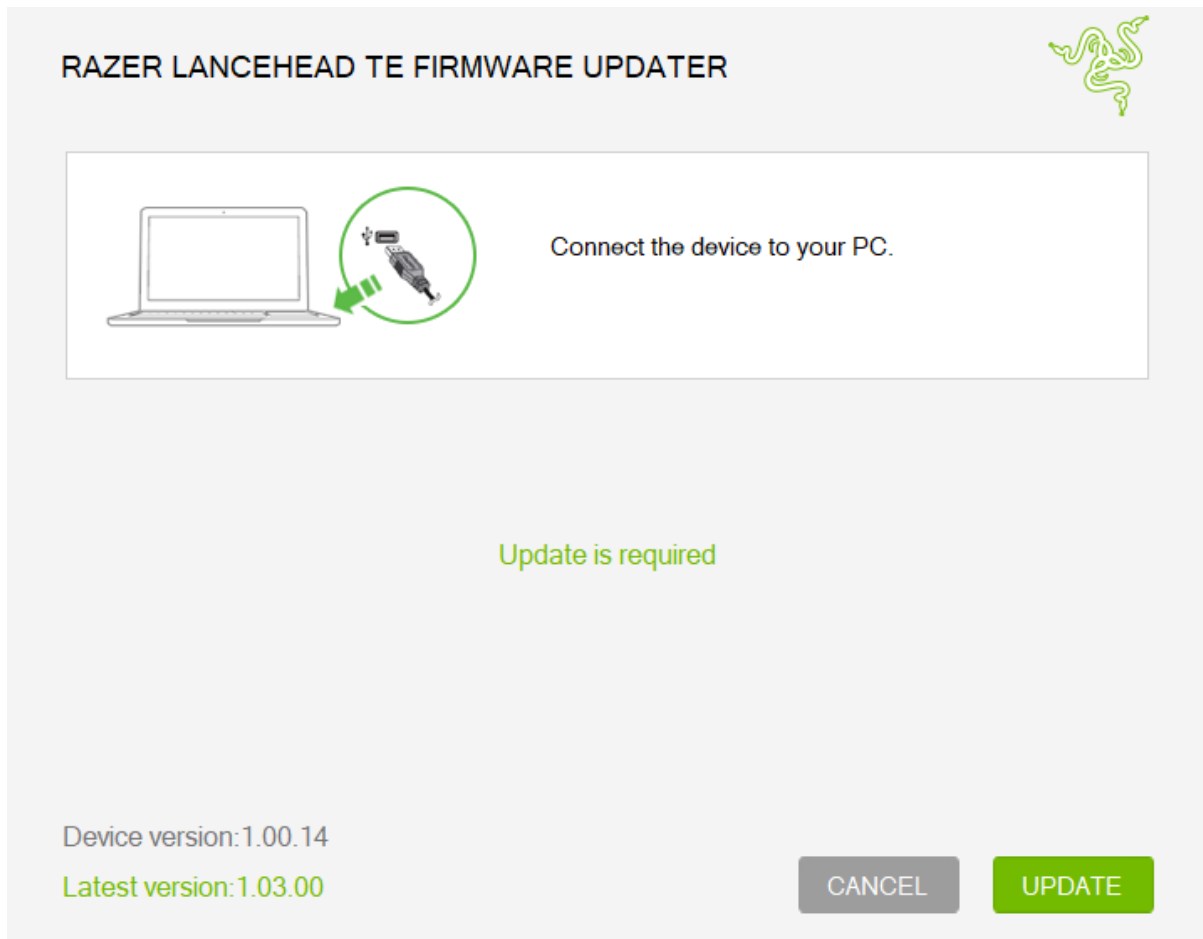 RAZER LANCEHEAD TE FIRMWARE UPDATER
Connect the device to your PC.
Update is required
Device version:1.00.14
Latest version:1.03.00
CANCEL
UPDATE